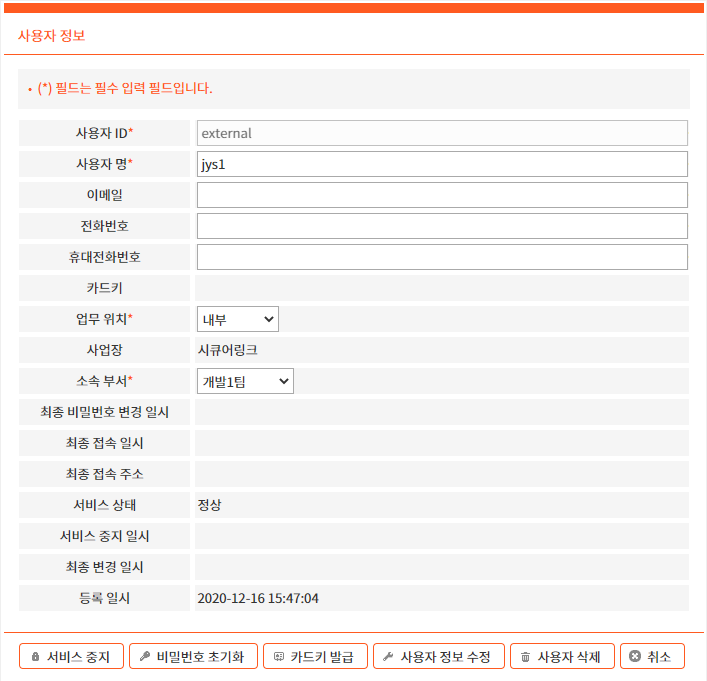 사용자 정보
• (*) 필드는 필수 입력 필드입니다.
사용자 ID* external
사용자 명* jys1
이메일
전화번호
휴대전화번호
카드키
업무 위치* 내부
사업장 시큐어링크
소속 부서* 개발1팀
최종 비밀번호 변경 일시
최종 접속 일시
최종 접속 주소
서비스 상태 정상
서비스 중지 일시
최종 변경 일시
등록 일시 2020-12-16 15:47:04
서비스 중지 비밀번호 초기화 카드키 발급 사용자 정보 수정 사용자 삭제 취소